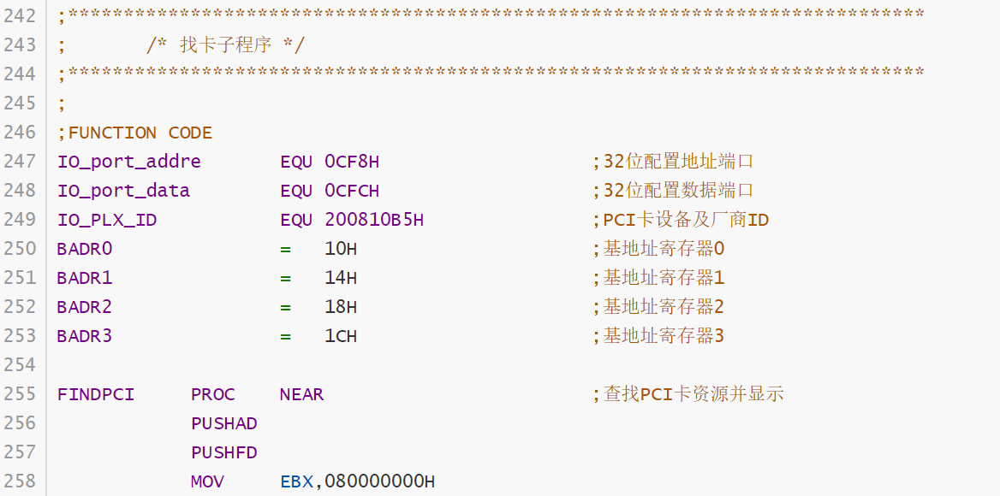 242 ;*****************************************************************************
243 ;       /* 找卡子程序 */
244 ;*****************************************************************************
245 ;
246 ;FUNCTION CODE
247 IO_port_addre       EQU 0CF8H                   ;32位配置地址端口
248 IO_port_data        EQU 0CFCH                   ;32位配置数据端口
249 IO_PLX_ID           EQU 200810B5H               ;PCI卡设备及厂商ID
250 BADR0               =   10H                     ;基地址寄存器0
251 BADR1               =   14H                     ;基地址寄存器1
252 BADR2               =   18H                     ;基地址寄存器2
253 BADR3               =   1CH                     ;基地址寄存器3
254
255 FINDPCI     PROC    NEAR                        ;查找PCI卡资源并显示
256             PUSHAD
257             PUSHFD
258             MOV     EBX,080000000H